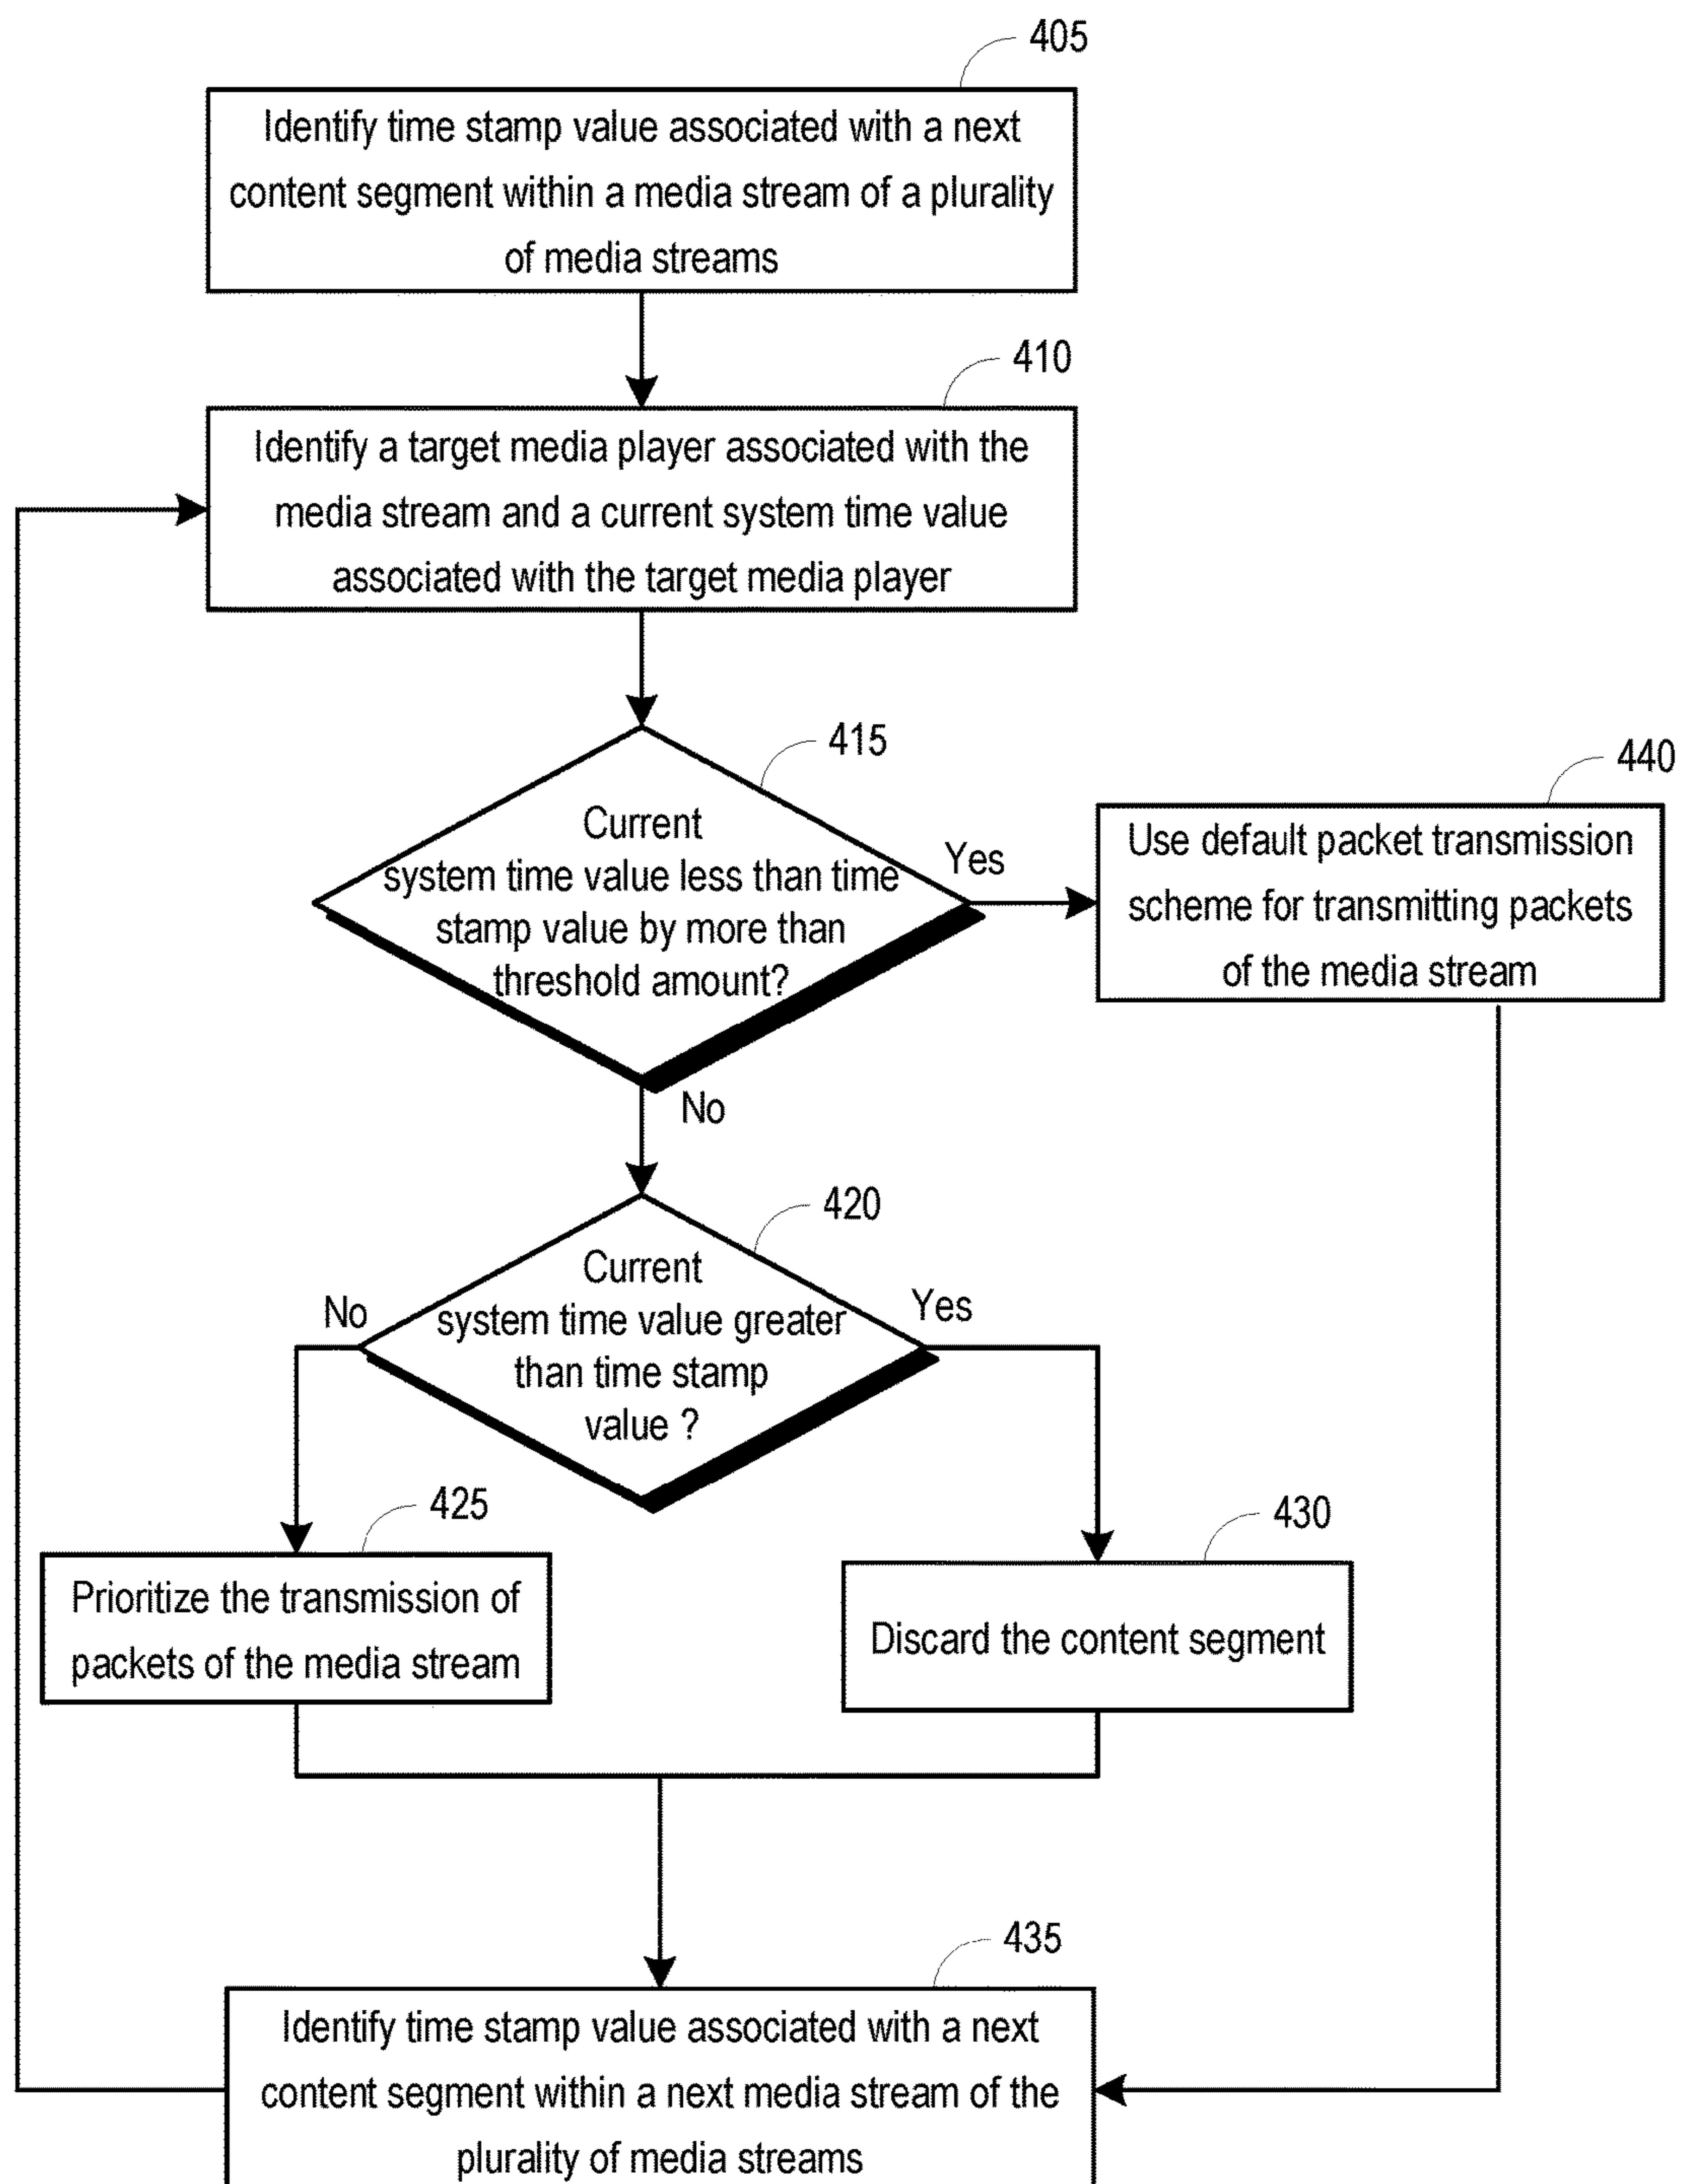 405
Identify time stamp value associated with a next
content segment within a media stream of a plurality
of media streams
410
Identify a target media player associated with the
media stream and a current system time value
associated with the target media player
415
Current
system time value less than time
stamp value by more than
threshold amount?
Yes
440
Use default packet transmission
scheme for transmitting packets
of the media stream
No
420
Current
system time value greater
than time stamp
value ?
No
Yes
425
Prioritize the transmission of
packets of the media stream
430
Discard the content segment
435
Identify time stamp value associated with a next
content segment within a next media stream of the
plurality of media streams